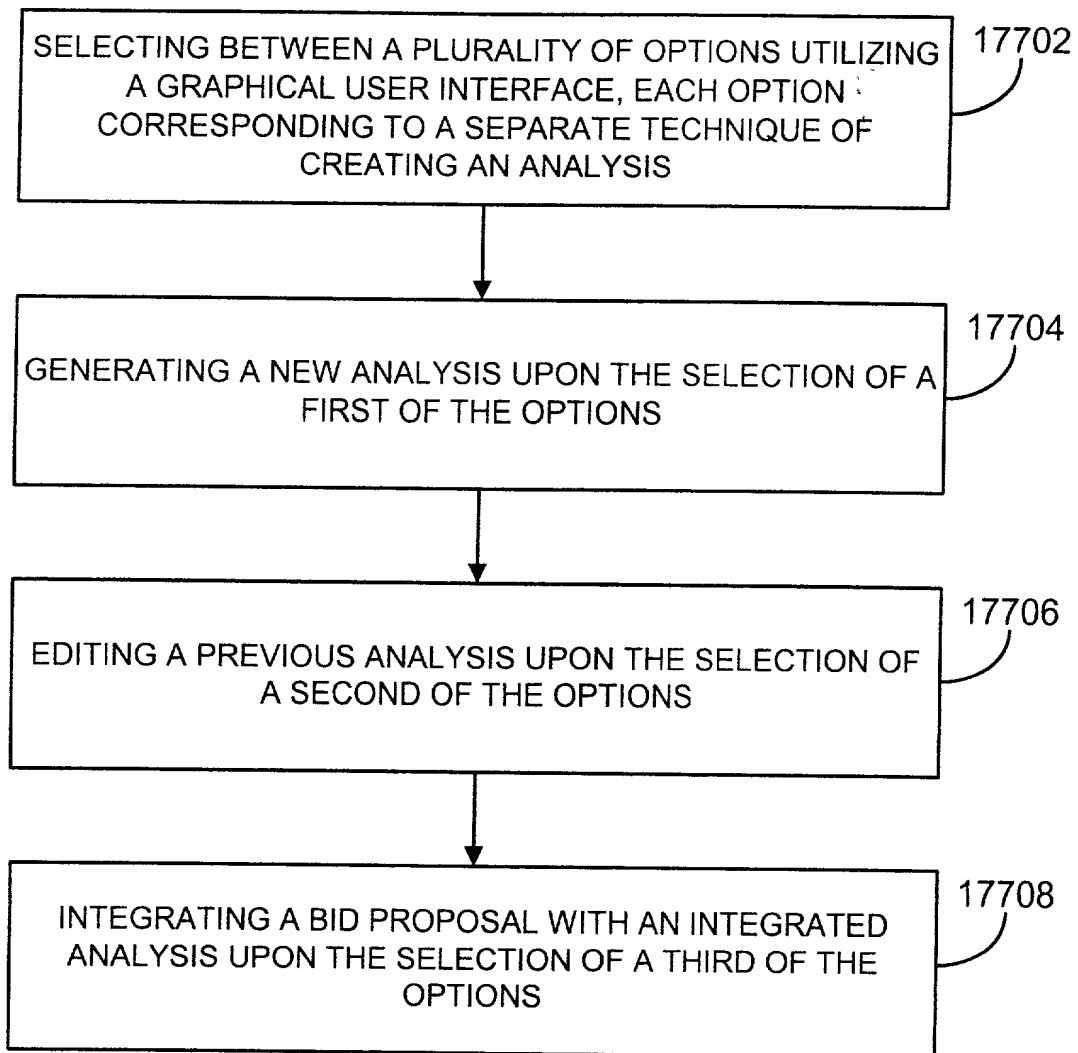 SELECTING BETWEEN A PLURALITY OF OPTIONS UTILIZING
A GRAPHICAL USER INTERFACE, EACH OPTION
CORRESPONDING TO A SEPARATE TECHNIQUE OF
CREATING AN ANALYSIS
17702
GENERATING A NEW ANALYSIS UPON THE SELECTION OF A
FIRST OF THE OPTIONS
17704
EDITING A PREVIOUS ANALYSIS UPON THE SELECTION OF
A SECOND OF THE OPTIONS
17706
INTEGRATING A BID PROPOSAL WITH AN INTEGRATED
ANALYSIS UPON THE SELECTION OF A THIRD OF THE
OPTIONS
17708